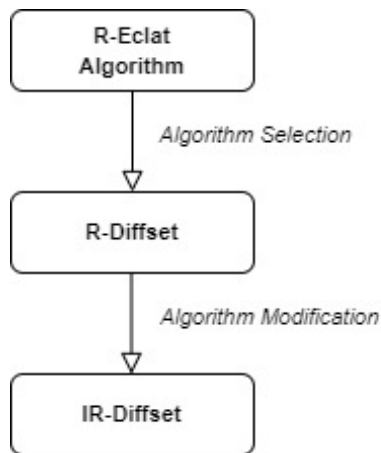 R-Eclat
Algorithm
Algorithm Selection
R-Diffset
Algorithm Modification
IR-Diffset